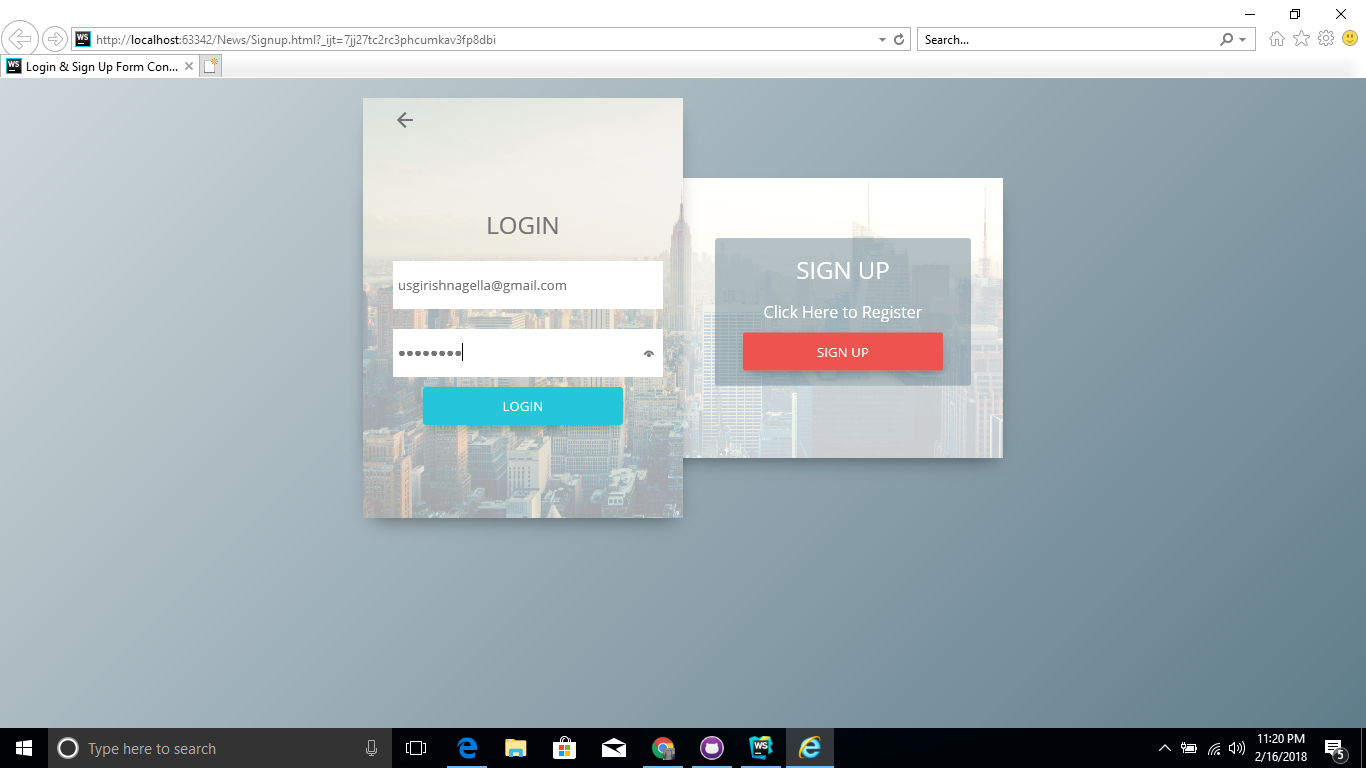 http://localhost:63342/News/Signup.html?_ijt=7jj27tc2rc3phcumkav3fp8dbi
Search...
WS
Login & Sign Up Form Con...
LOGIN
usgirishnagella@gmail.com
LOGIN
SIGN UP
Click Here to Register
SIGN UP
Type here to search
WS
11:20 PM
2/16/2018
5